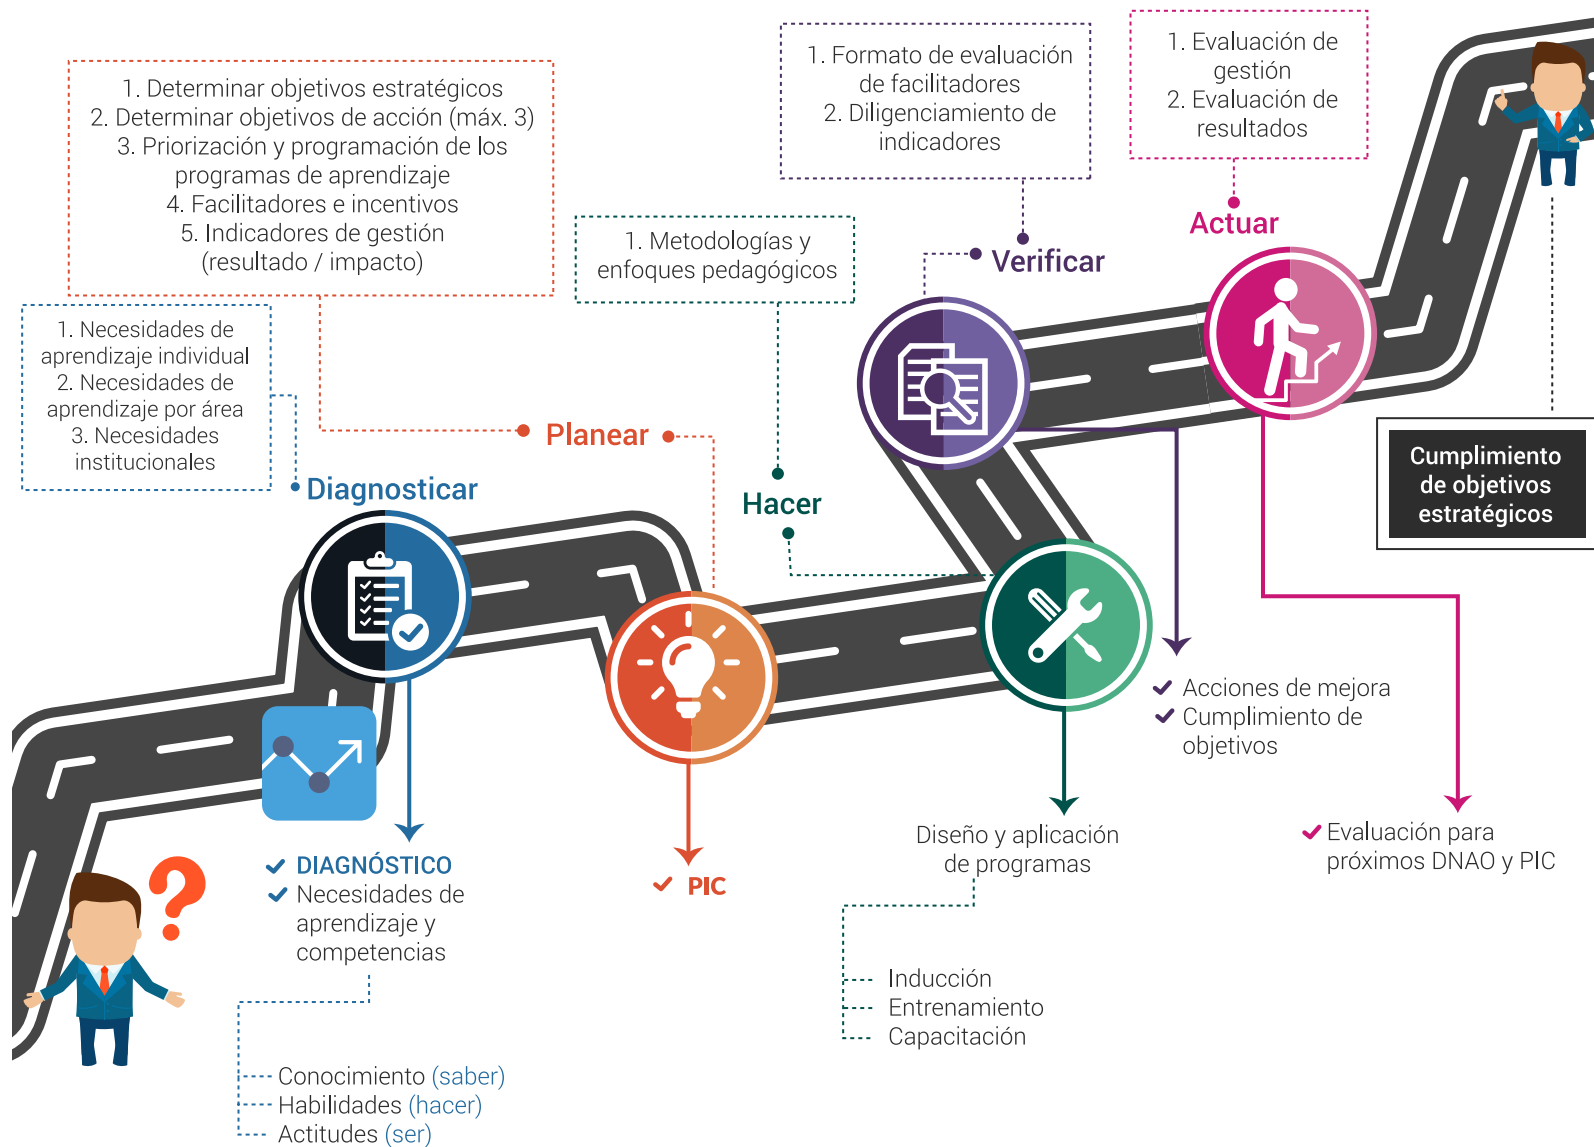 1. Necesidades de
aprendizaje individual
2. Necesidades de
aprendizaje por área
3. Necesidades
institucionales
Diagnosticar
DIAGNÓSTICO
Necesidades de
aprendizaje y
competencias
Conocimiento (saber)
Habilidades (hacer)
Actitudes (ser)
1. Determinar objetivos estratégicos
2. Determinar objetivos de acción (máx. 3)
3. Priorización y programación de los
programas de aprendizaje
4. Facilitadores e incentivos
5. Indicadores de gestión
(resultado / impacto)
Planear
PIC
1. Metodologías y
enfoques pedagógicos
Hacer
Diseño y aplicación
de programas
Inducción
Entrenamiento
Capacitación
1. Formato de evaluación
de facilitadores
2. Diligenciamiento de
indicadores
Verificar
Acciones de mejora
Cumplimiento de
objetivos
1. Evaluación de
gestión
2. Evaluación de
resultados
Actuar
Evaluación para
próximos DNAO y PIC
Cumplimiento
de objetivos
estratégicos